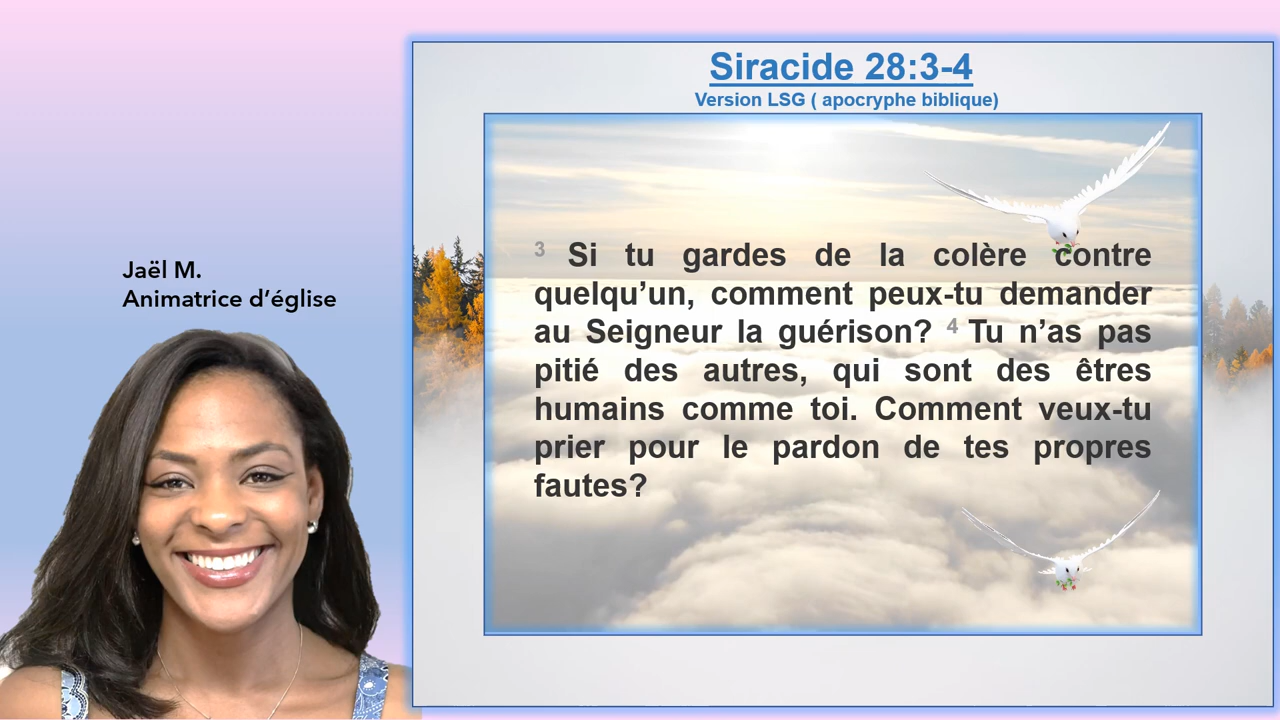 Siracide 28:3-4
Version LSG ( apocryphe biblique)
3 Si tu gardes de la colère contre
quelqu’un, comment peux-tu demander
au Seigneur la guérison? 4 Tu n’as pas
pitié des autres, qui sont des êtres
humains comme toi. Comment veux-tu
prier pour le pardon de tes propres
fautes?
Jaël M.
Animatrice d’église